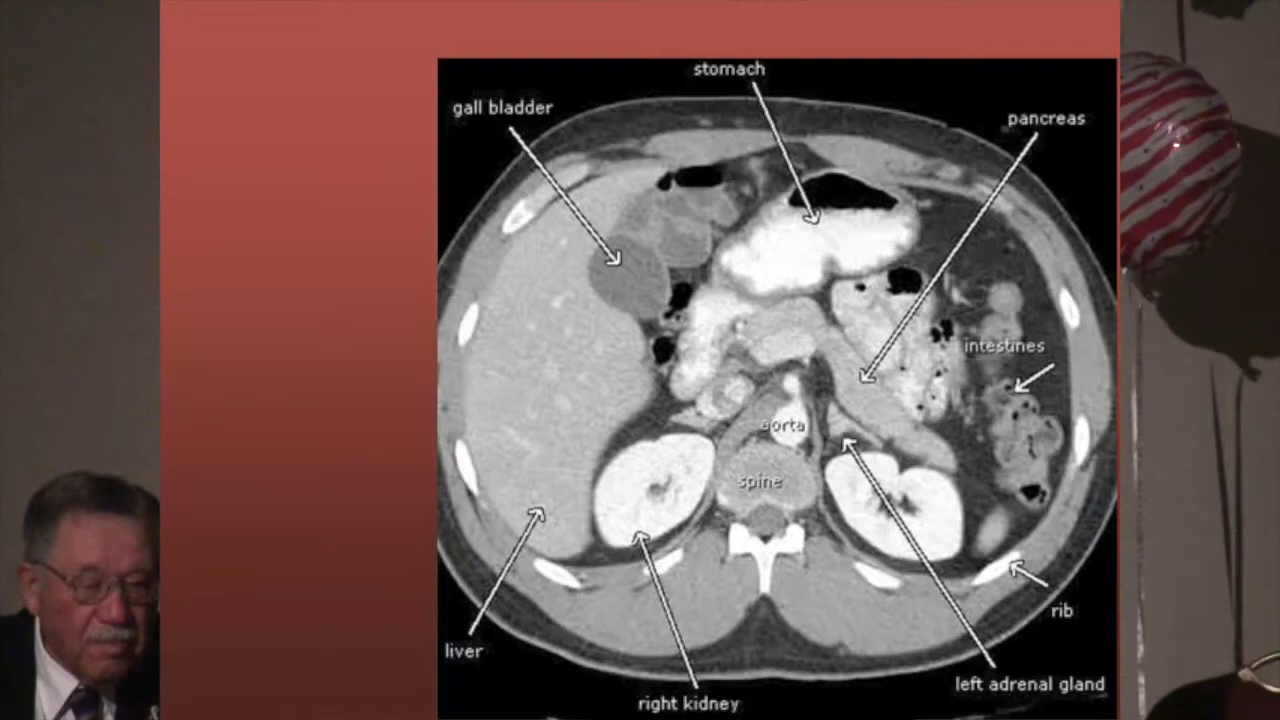 stomach
gall bladder
pancreas
intestines
aorta
spine
rib
liver
left adrenal gland
right kidney